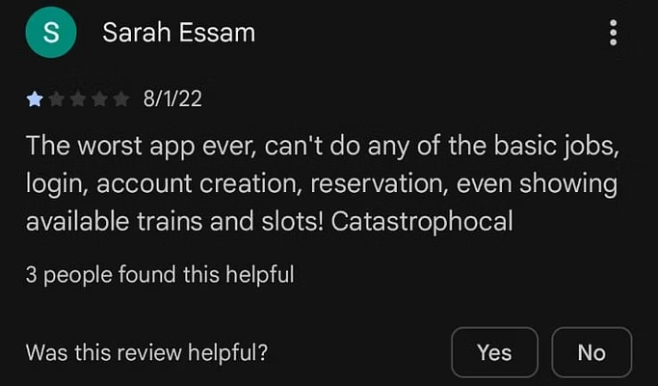 S
Sarah Essam
8/1/22
The worst app ever, can't do any of the basic jobs,
login, account creation, reservation, even showing
available trains and slots! Catastrophocal
3 people found this helpful
Was this review helpful?
Yes
No